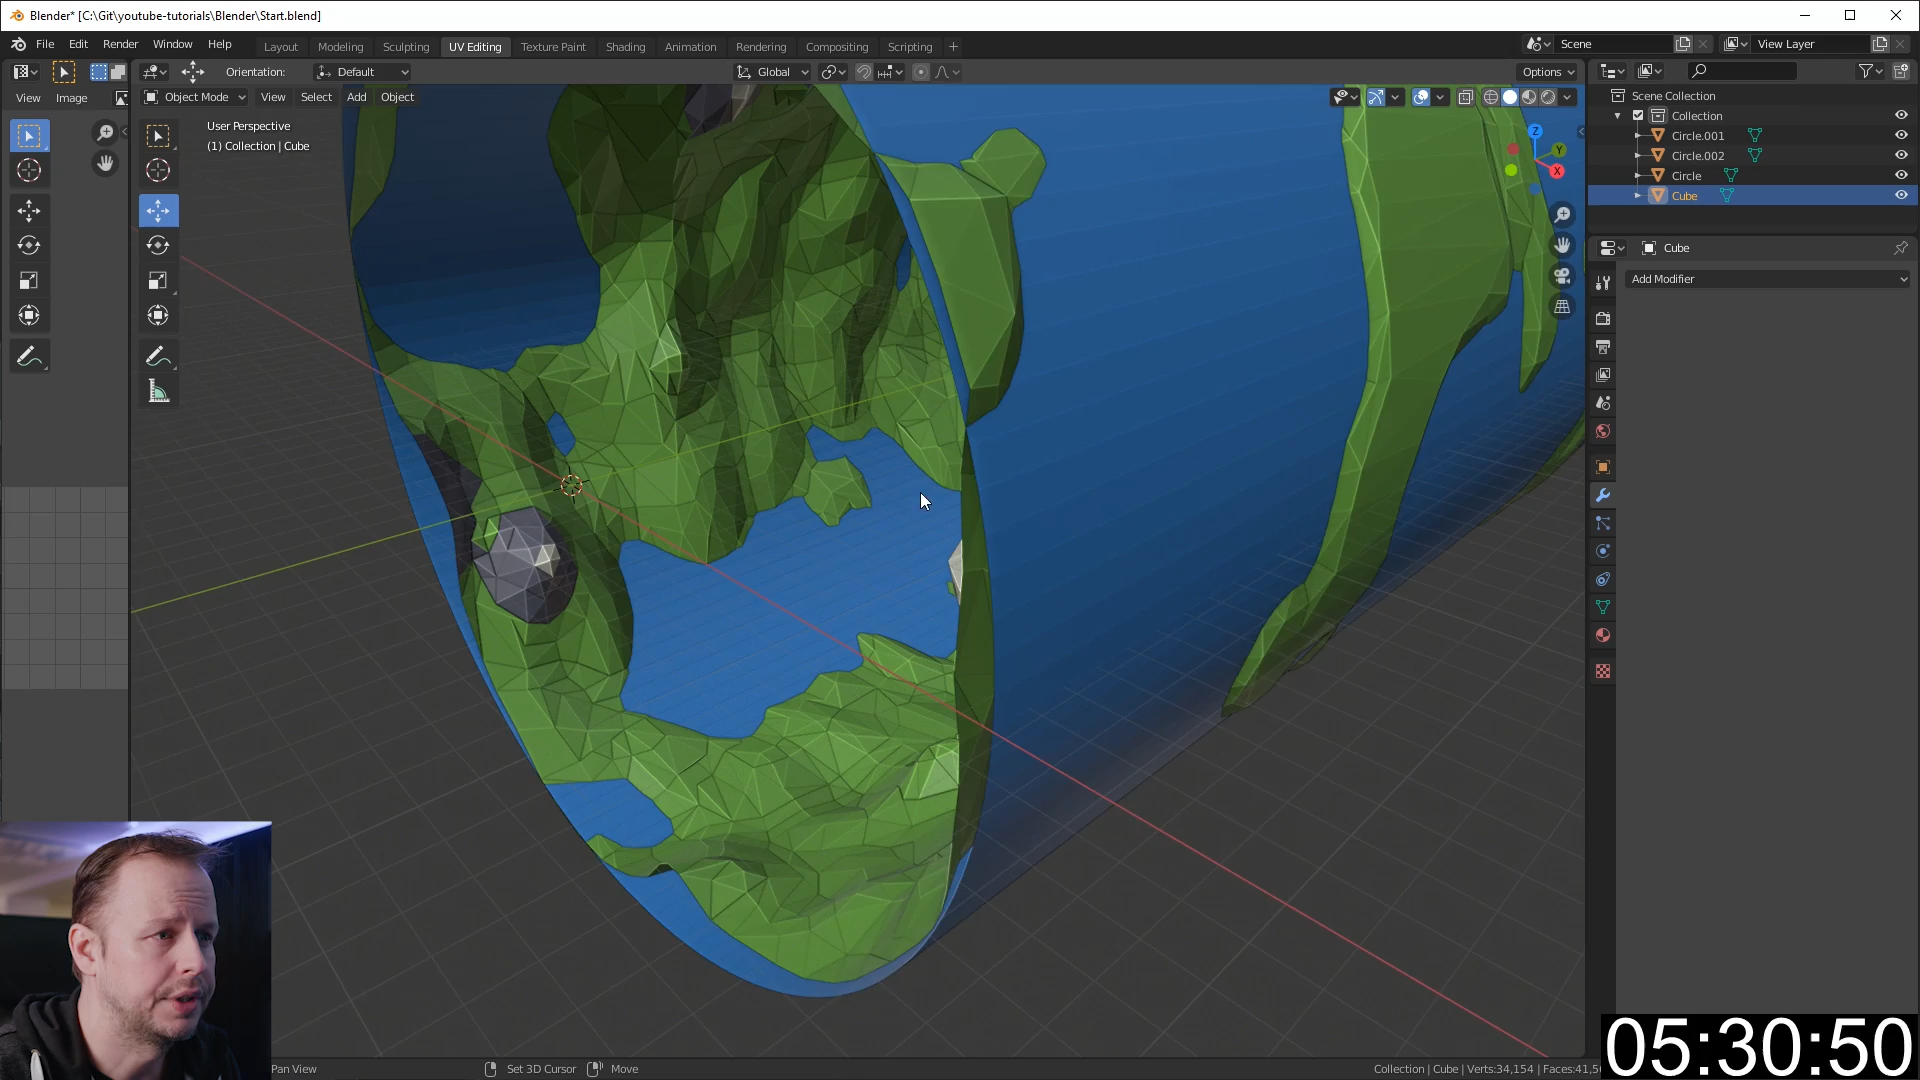 Blender* [C:\Git\youtube-tutorials\Blender\Start.blend]
File Edit Render Window Help
Layout Modeling Sculpting UV Editing Texture Paint Shading Animation Rendering Compositing Scripting
Scene
View Layer
Orientation: Default
Global
Options
View Image
Object Mode View Select Add Object
User Perspective
(1) Collection | Cube
Z
Y
X
Scene Collection
Collection
Circle.001
Circle.002
Circle
Cube
Cube
Add Modifier
Pan View
Set 3D Cursor
Move
Collection | Cube | Verts:34,154 | Faces:41,5
05:30:50